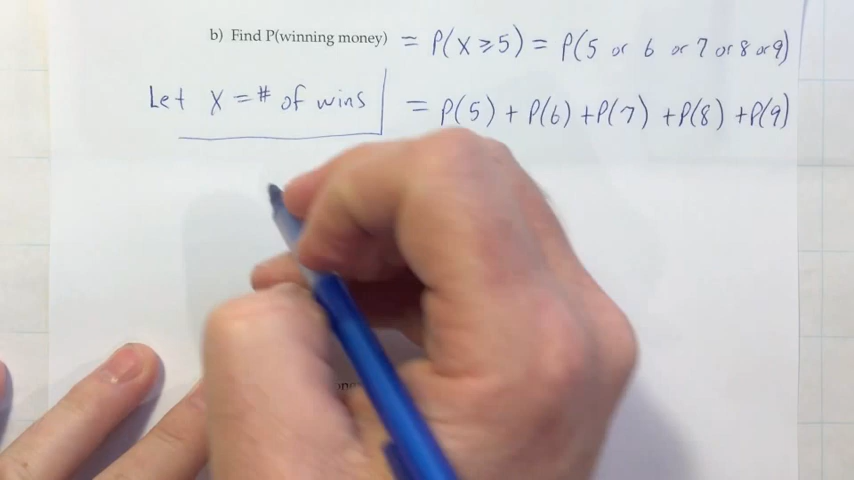 b) Find P(winning money) = P(X ≥ 5) = P(5 or 6 or 7 or 8 or 9)
Let X = # of wins = P(5) + P(6) + P(7) + P(8) + P(9)